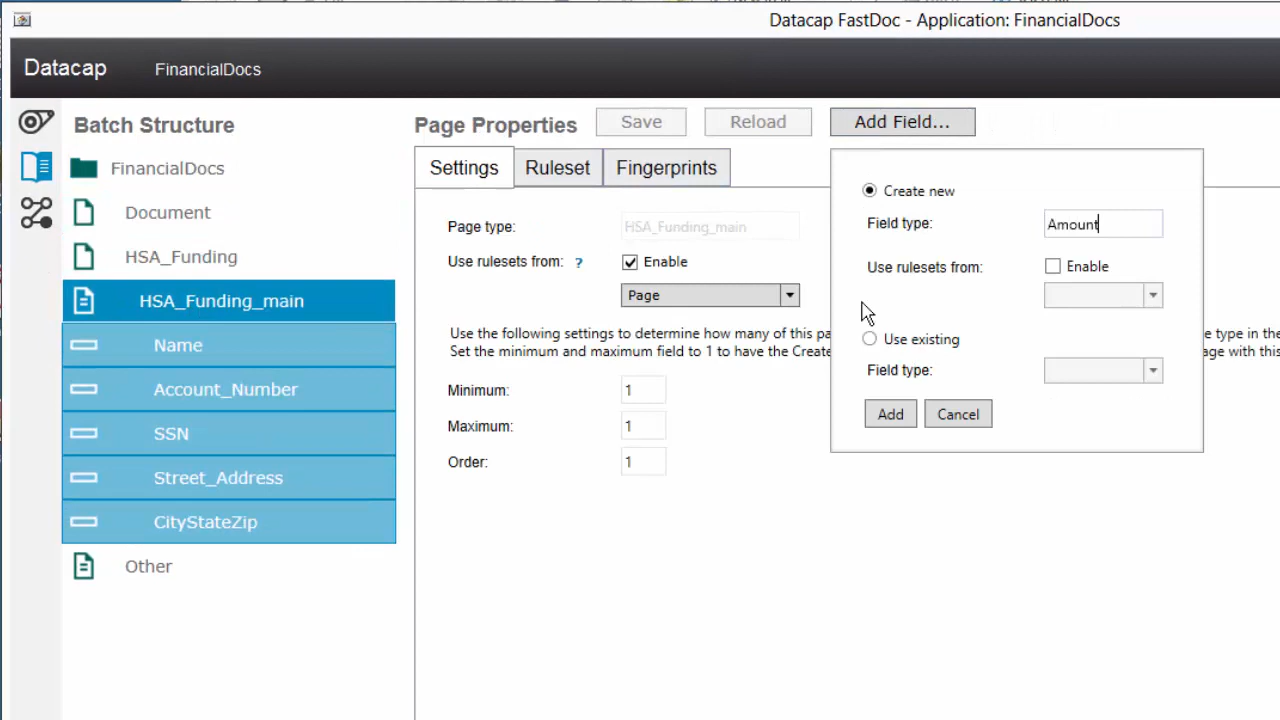 Datacap FastDoc - Application: FinancialDocs
Datacap FinancialDocs
Batch Structure
FinancialDocs
Document
HSA_Funding
HSA_Funding_main
Name
Account_Number
SSN
Street_Address
CityStateZip
Other
Page Properties Save Reload Add Field...
Settings Ruleset Fingerprints
Page type: HSA_Funding_main
Use rulesets from: ? Enable
Page
Use the following settings to determine how many of this pa
e type in the
Set the minimum and maximum field to 1 to have the Create
age with this
Minimum: 1
Maximum: 1
Order: 1
Create new
Field type: Amount
Use rulesets from: Enable
Use existing
Field type:
Add Cancel